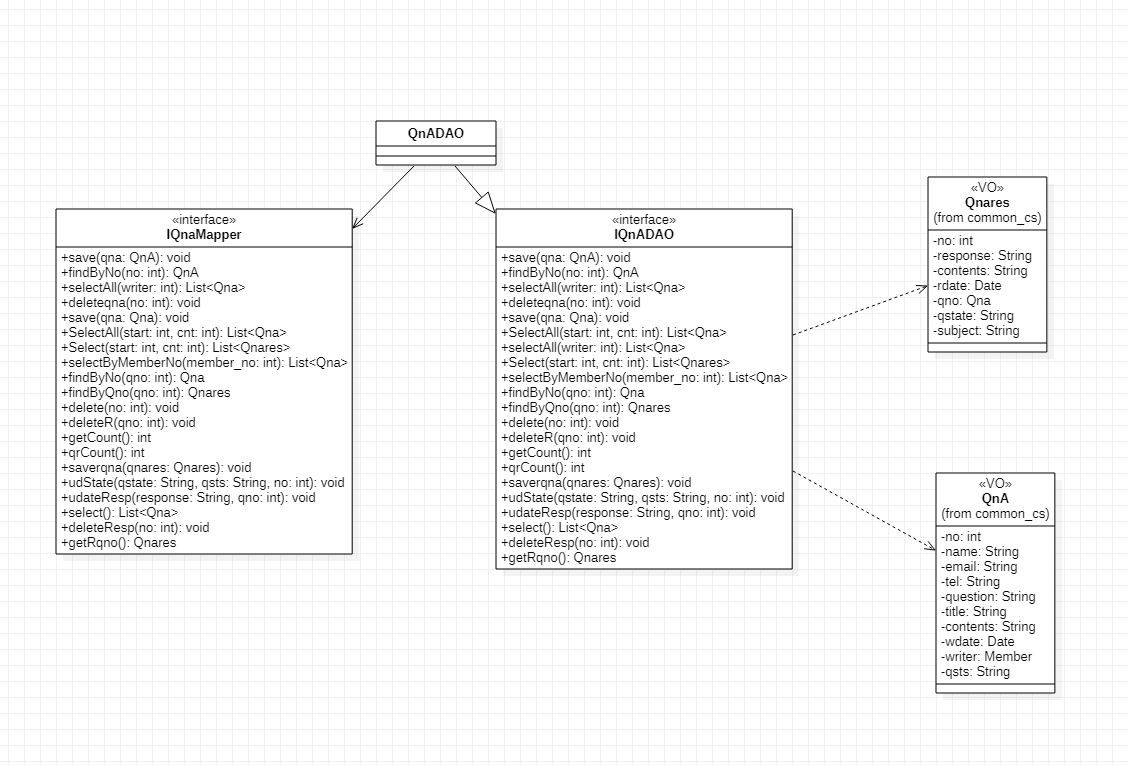 QnADAO
«interface»
IQnaMapper
+save(qna: QnA): void
+findByNo(no: int): QnA
+selectAll(writer: int): List<Qna>
+deleteqna(no: int): void
+save(qna: Qna): void
+SelectAll(start: int, cnt: int): List<Qna>
+Select(start: int, cnt: int): List<Qnares>
+selectByMemberNo(member_no: int): List<Qna>
+findByNo(qno: int): Qna
+findByQno(qno: int): Qnares
+delete(no: int): void
+deleteR(qno: int): void
+getCount(): int
+qrCount(): int
+saverqna(qnares: Qnares): void
+udState(qstate: String, qsts: String, no: int): void
+udateResp(response: String, qno: int): void
+select(): List<Qna>
+deleteResp(no: int): void
+getRqno(): Qnares
«interface»
IQnADAO
+save(qna: QnA): void
+findByNo(no: int): QnA
+selectAll(writer: int): List<Qna>
+deleteqna(no: int): void
+save(qna: Qna): void
+SelectAll(start: int, cnt: int): List<Qna>
+selectAll(writer: int): List<Qna>
+Select(start: int, cnt: int): List<Qnares>
+selectByMemberNo(member_no: int): List<Qna>
+findByNo(qno: int): Qna
+findByQno(qno: int): Qnares
+delete(no: int): void
+deleteR(qno: int): void
+getCount(): int
+qrCount(): int
+saverqna(qnares: Qnares): void
+udState(qstate: String, qsts: String, no: int): void
+udateResp(response: String, qno: int): void
+select(): List<Qna>
+deleteResp(no: int): void
+getRqno(): Qnares
«VO»
Qnares
(from common_cs)
-no: int
-response: String
-contents: String
-rdate: Date
-qno: Qna
-qstate: String
-subject: String
«VO»
QnA
(from common_cs)
-no: int
-name: String
-email: String
-tel: String
-question: String
-title: String
-contents: String
-wdate: Date
-writer: Member
-qsts: String